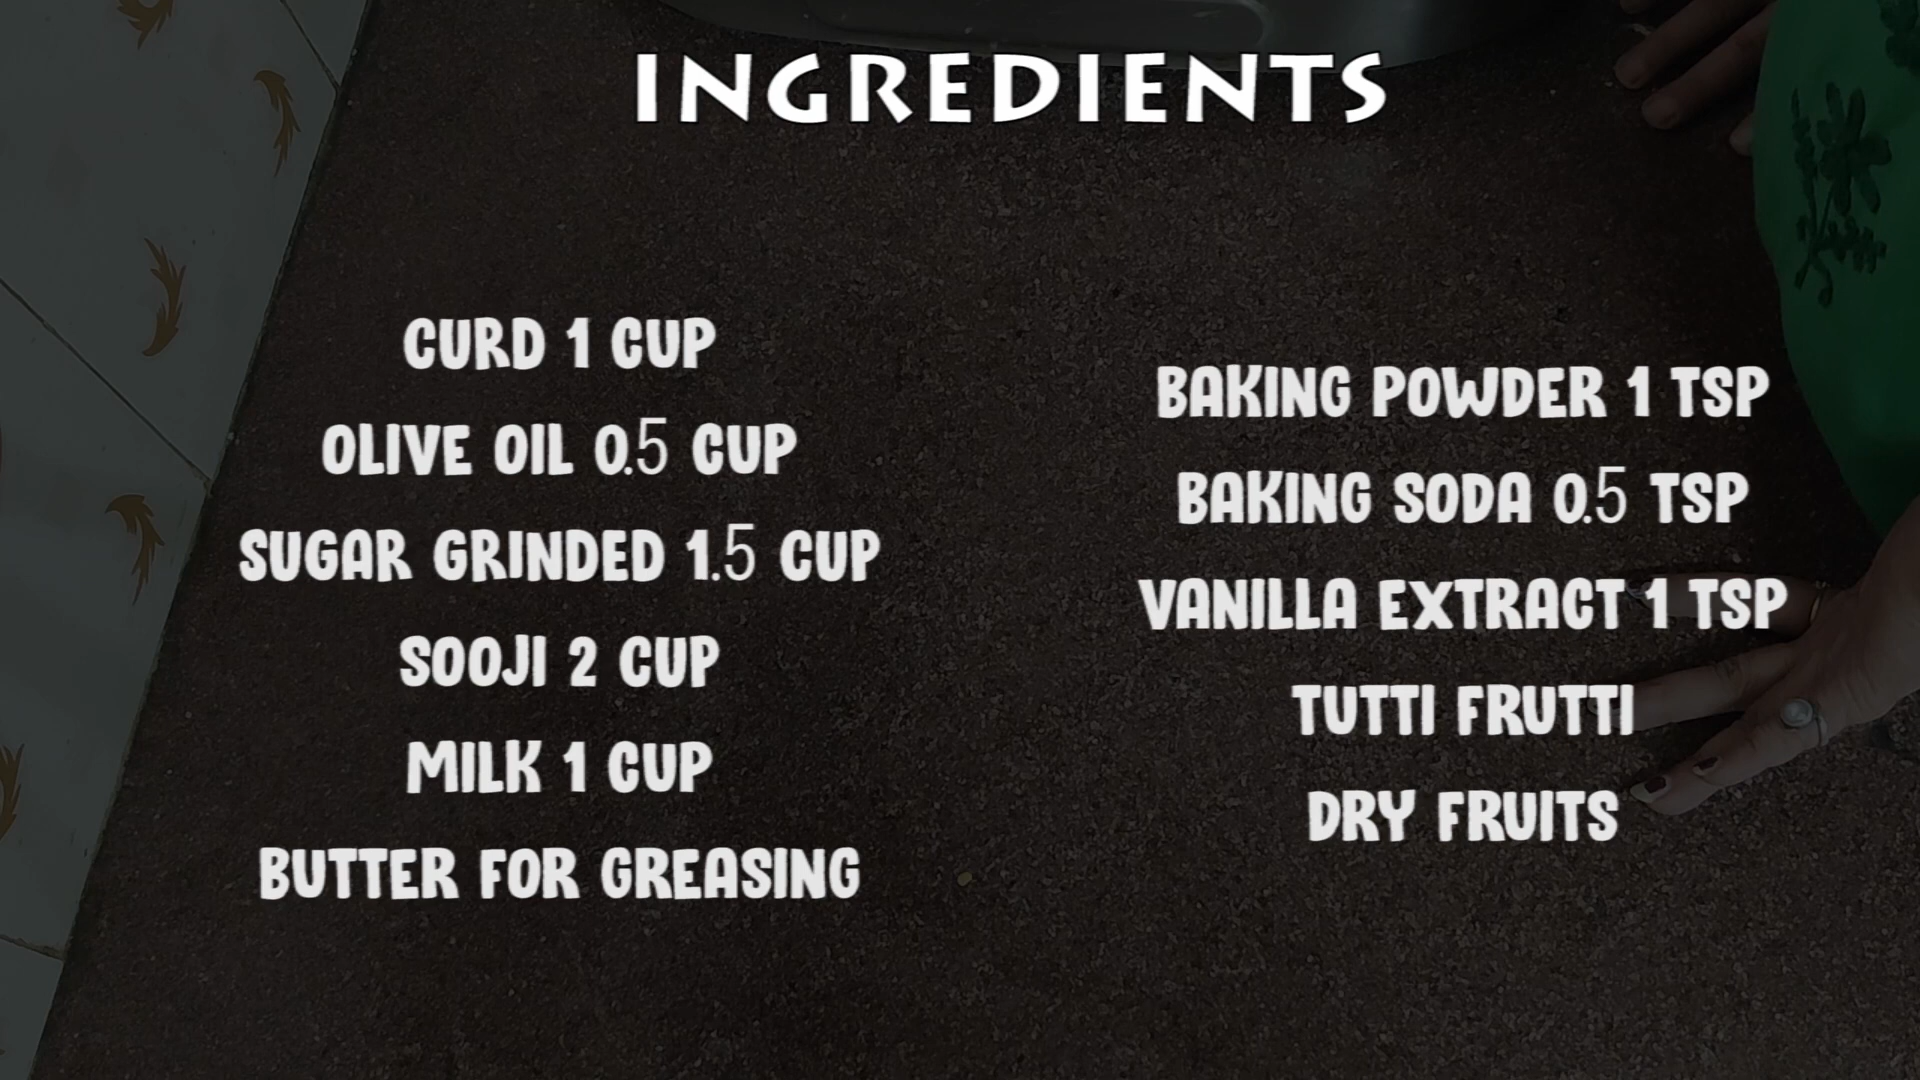 INGREDIENTS
CURD 1 CUP
OLIVE OIL 0.5 CUP
SUGAR GRINDED 1.5 CUP
SOOJI 2 CUP
MILK 1 CUP
BUTTER FOR GREASING
BAKING POWDER 1 TSP
BAKING SODA 0.5 TSP
VANILLA EXTRACT 1 TSP
TUTTI FRUTTI
DRY FRUITS